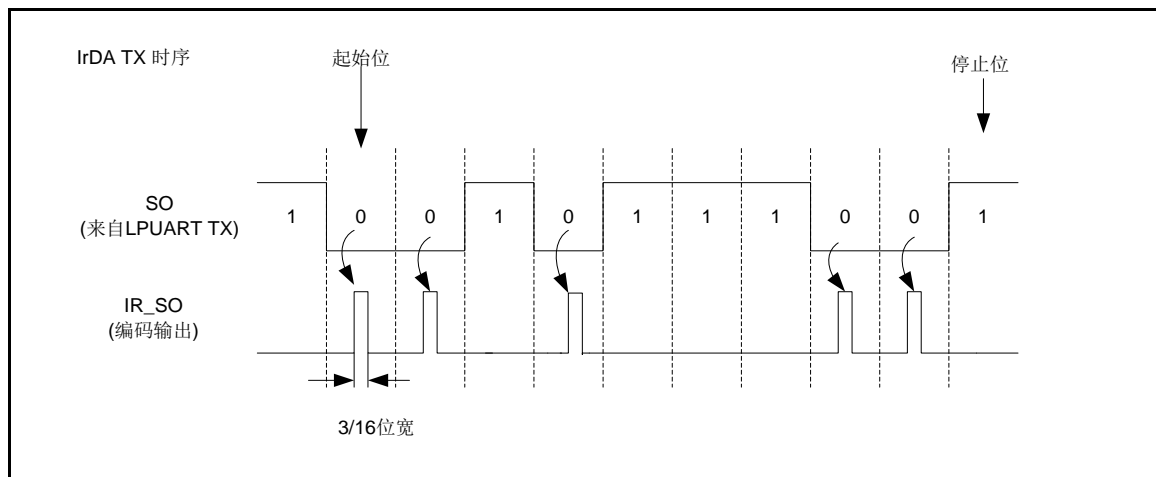 IrDA TX 时序
起始位
停止位
SO
(来自LPUART TX)
1 0 0 1 0 1 1 1 0 0 1
IR_SO
(编码输出)
3/16位宽